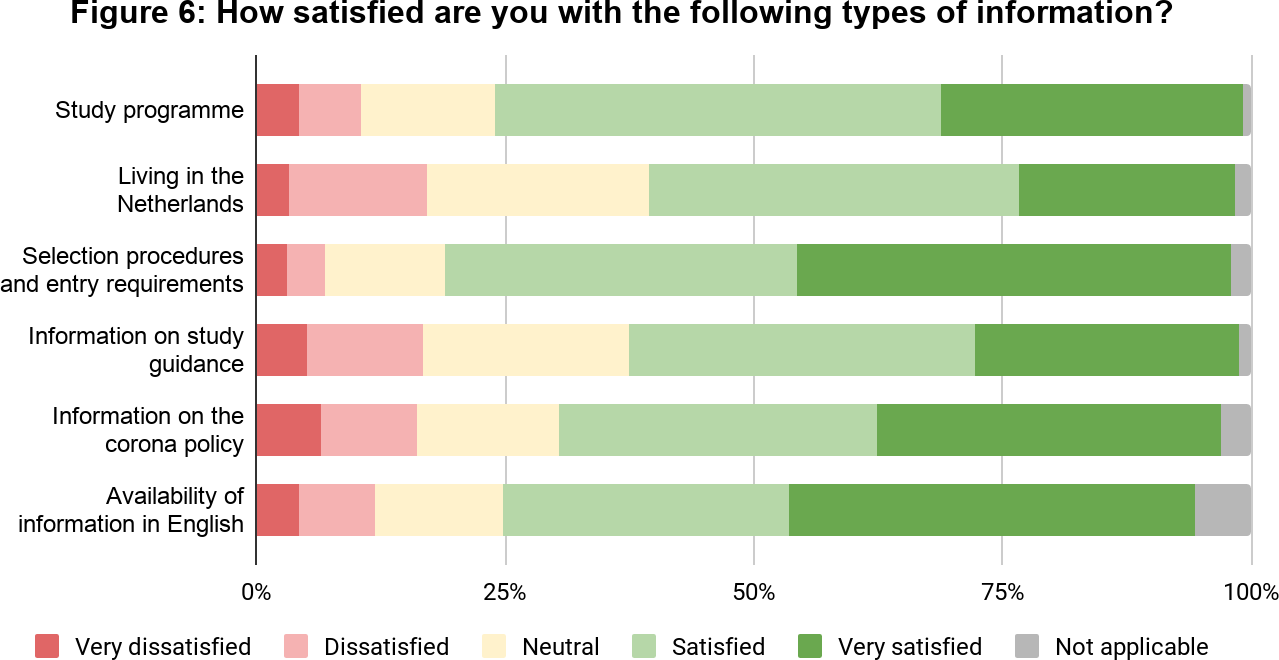 Figure 6: How satisfied are you with the following types of information?
Study programme
Living in the
Netherlands
Selection procedures
and entry requirements
Information on study
guidance
Information on the
corona policy
Availability of
information in English
0% 25% 50% 75% 100%
Very dissatisfied Dissatisfied Neutral Satisfied Very satisfied Not applicable